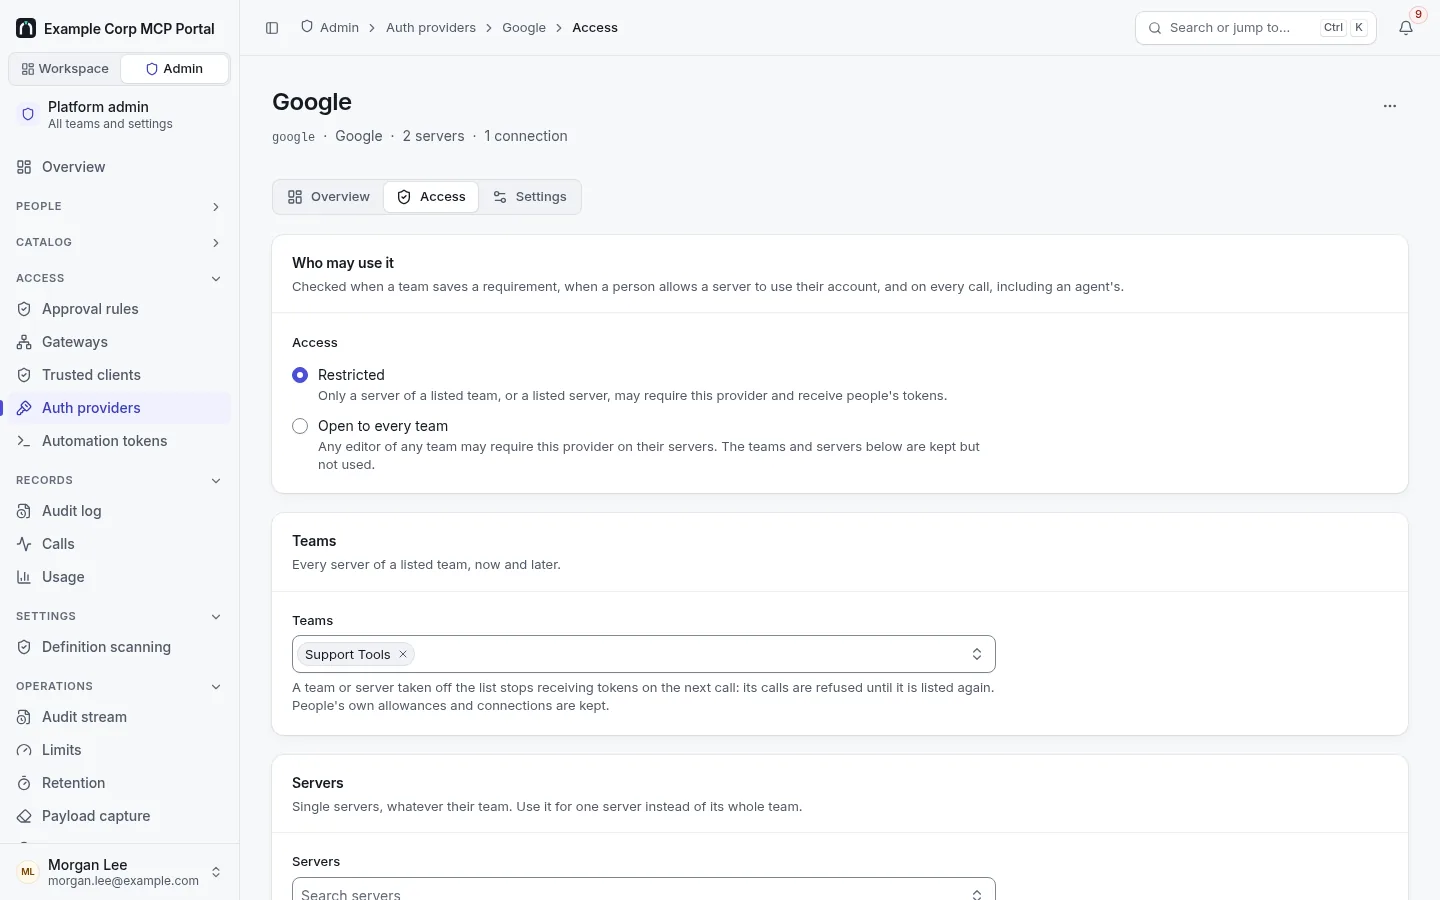 Example Corp MCP Portal
Workspace
Admin
Platform admin
All teams and settings
Overview
PEOPLE
CATALOG
ACCESS
Approval rules
Gateways
Trusted clients
Auth providers
Automation tokens
RECORDS
Audit log
Calls
Usage
SETTINGS
Definition scanning
OPERATIONS
Audit stream
Limits
Retention
Payload capture
ML
Morgan Lee
morgan.lee@example.com
Admin > Auth providers > Google > Access
Search or jump to...
Ctrl K
9
Google
google · Google · 2 servers · 1 connection
Overview
Access
Settings
Who may use it
Checked when a team saves a requirement, when a person allows a server to use their account, and on every call, including an agent's.
Access
Restricted
Only a server of a listed team, or a listed server, may require this provider and receive people's tokens.
Open to every team
Any editor of any team may require this provider on their servers. The teams and servers below are kept but
not used.
Teams
Every server of a listed team, now and later.
Teams
Support Tools
A team or server taken off the list stops receiving tokens on the next call: its calls are refused until it is listed again.
People's own allowances and connections are kept.
Servers
Single servers, whatever their team. Use it for one server instead of its whole team.
Servers
Search servers